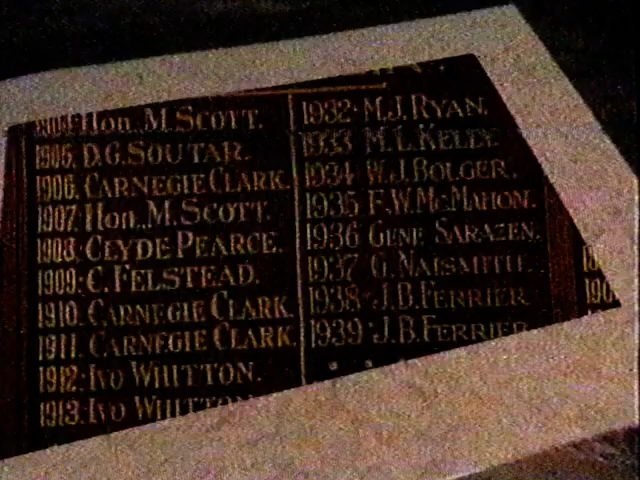 1904: Hon. M. Scott.
1905. D.G. Soutar.
1906. Carnegie Clark.
1907. Hon. M. Scott.
1908: Clyde Pearce.
1909: C. Felstead.
1910. Carnegie Clark.
1911. Carnegie Clark.
1912: Ivo Whitton.
1913: Ivo Whitton
1932· M.J. Ryan.
1933 M.L. Kelly.
1934 W.J. Bolger.
1935 F.W. McMahon.
1936 Gene Sarazen.
1937 G. Naismith.
1938· J.B. Ferrier
1939· J.B. Ferrier